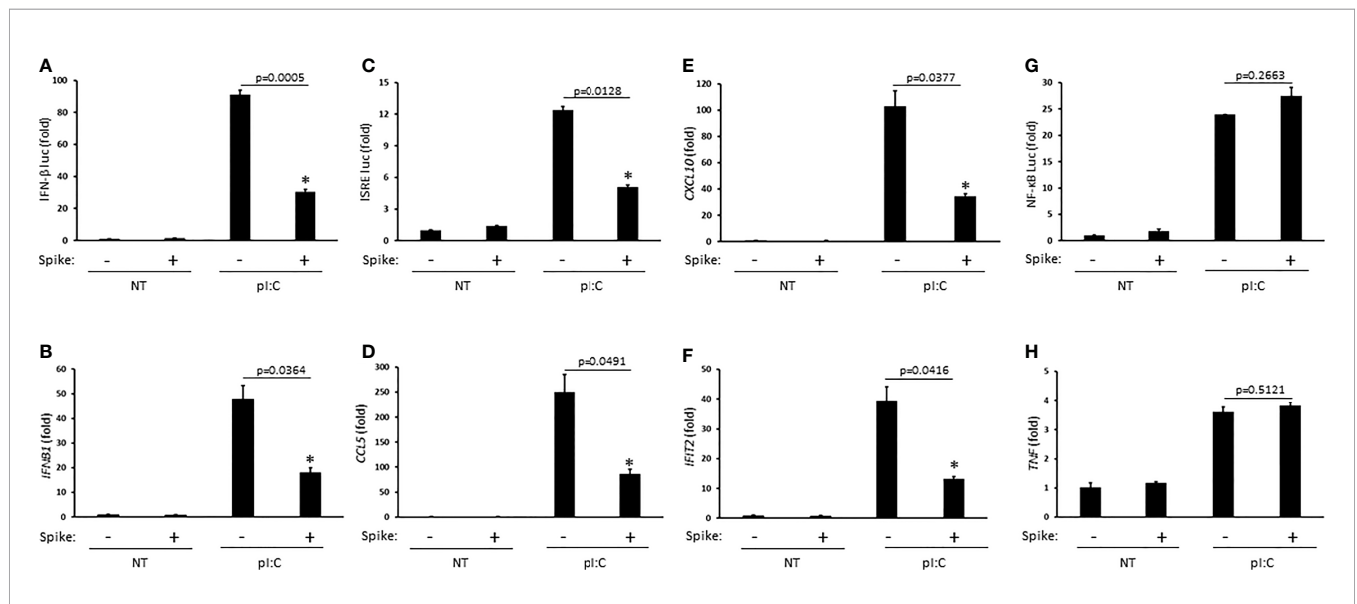 A
IFN-β luc (fold)
100
80
60
40
20
0
p=0.0005
*
Spike: - + - +
NT pI:C
C
ISRE luc (fold)
15
12
9
6
3
0
p=0.0128
*
Spike: - + - +
NT pI:C
E
CXCL10 (fold)
120
100
80
60
40
20
0
p=0.0377
*
Spike: - + - +
NT pI:C
G
NF-κB Luc (fold)
30
25
20
15
10
5
0
p=0.2663
Spike: - + - +
NT pI:C
B
IFNB1 (fold)
60
50
40
30
20
10
0
p=0.0364
*
Spike: - + - +
NT pI:C
D
CCL5 (fold)
300
250
200
150
100
50
0
p=0.0491
*
Spike: - + - +
NT pI:C
F
IFIT2 (fold)
50
40
30
20
10
0
p=0.0416
*
Spike: - + - +
NT pI:C
H
TNF (fold)
5
4
3
2
1
0
p=0.5121
Spike: - + - +
NT pI:C